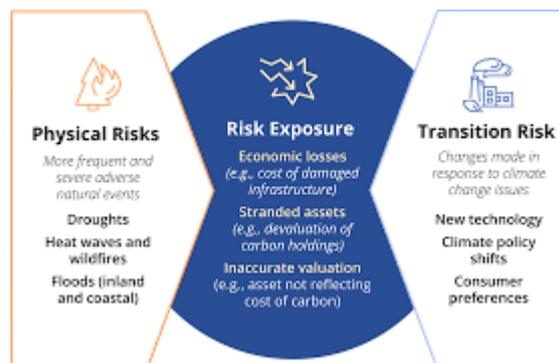 Physical Risks
More frequent and
severe adverse
natural events
Droughts
Heat waves and
wildfires
Floods (inland
and coastal)
Risk Exposure
Economic losses
(e.g., cost of damaged
infrastructure)
Stranded assets
(e.g., devaluation of
carbon holdings)
Inaccurate valuation
(e.g., asset not reflecting
cost of carbon)
Transition Risk
Changes made in
response to climate
change issues
New technology
Climate policy
shifts
Consumer
preferences